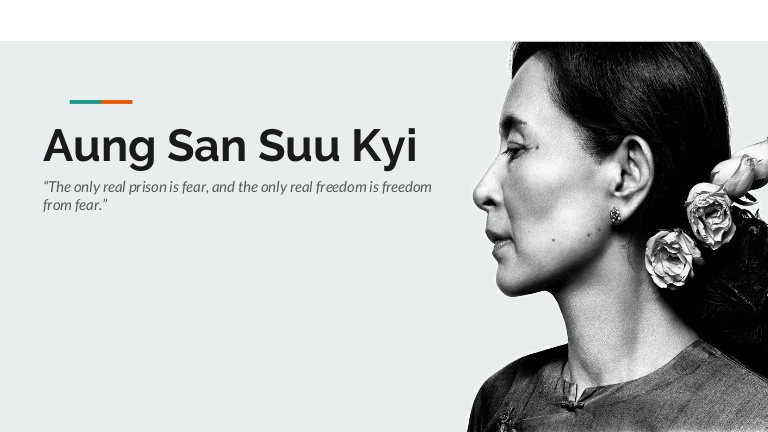 Aung San Suu Kyi
“The only real prison is fear, and the only real freedom is freedom
from fear.”